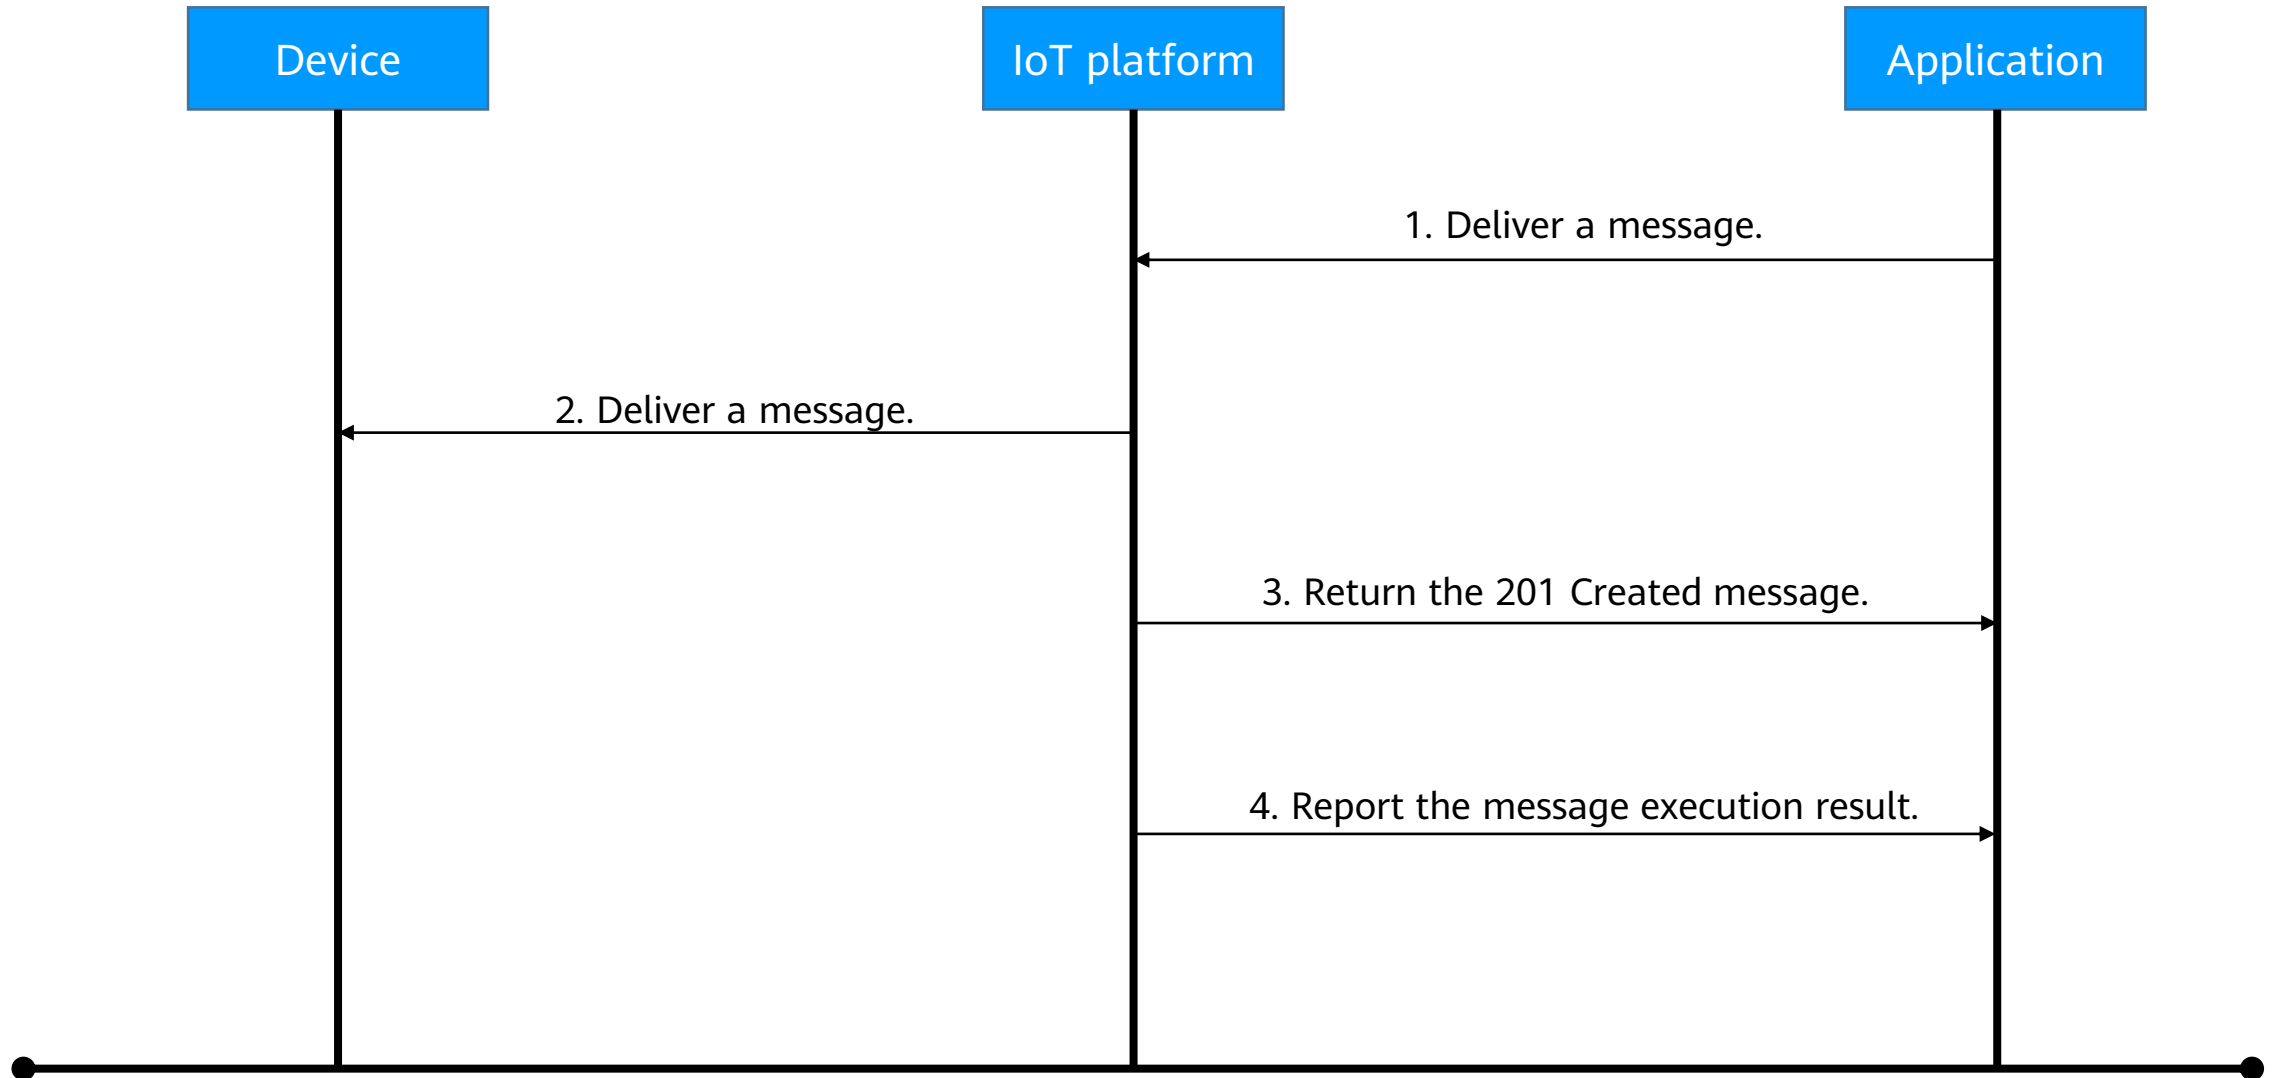 Device
IoT platform
Application
1. Deliver a message.
2. Deliver a message.
3. Return the 201 Created message.
4. Report the message execution result.